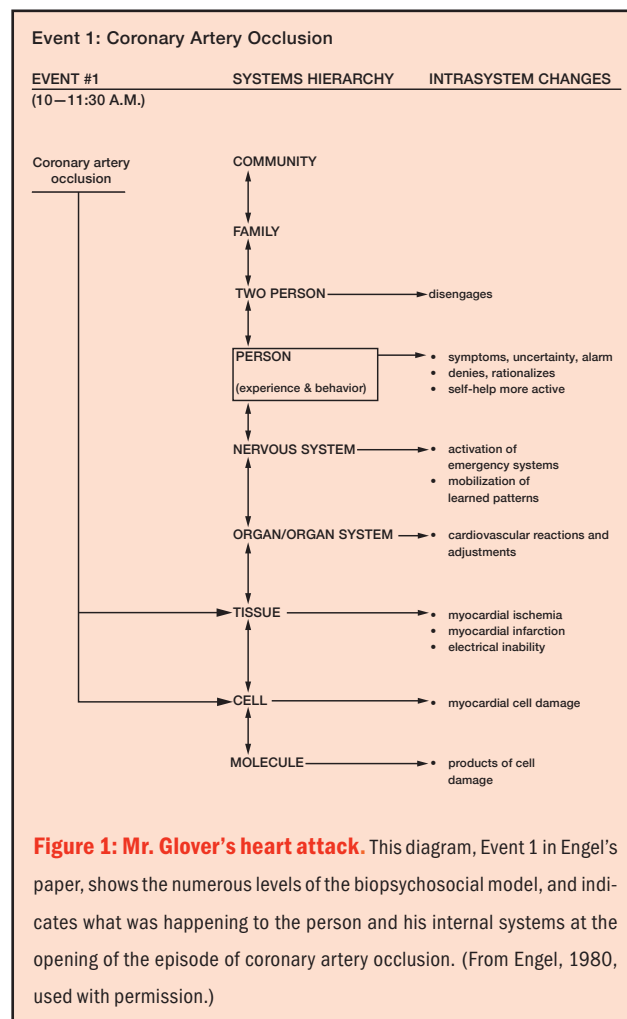 Event 1: Coronary Artery Occlusion
EVENT #1 SYSTEMS HIERARCHY INTRASYSTEM CHANGES
(10—11:30 A.M.)
Coronary artery
occlusion
COMMUNITY
FAMILY
TWO PERSON
disengages
PERSON
(experience & behavior)
• symptoms, uncertainty, alarm
• denies, rationalizes
• self-help more active
NERVOUS SYSTEM
• activation of
emergency systems
• mobilization of
learned patterns
ORGAN/ORGAN SYSTEM
• cardiovascular reactions and
adjustments
TISSUE
• myocardial ischemia
• myocardial infarction
• electrical inability
CELL
• myocardial cell damage
MOLECULE
• products of cell
damage
Figure 1: Mr. Glover's heart attack. This diagram, Event 1 in Engel's
paper, shows the numerous levels of the biopsychosocial model, and indi-
cates what was happening to the person and his internal systems at the
opening of the episode of coronary artery occlusion. (From Engel, 1980,
used with permission.)